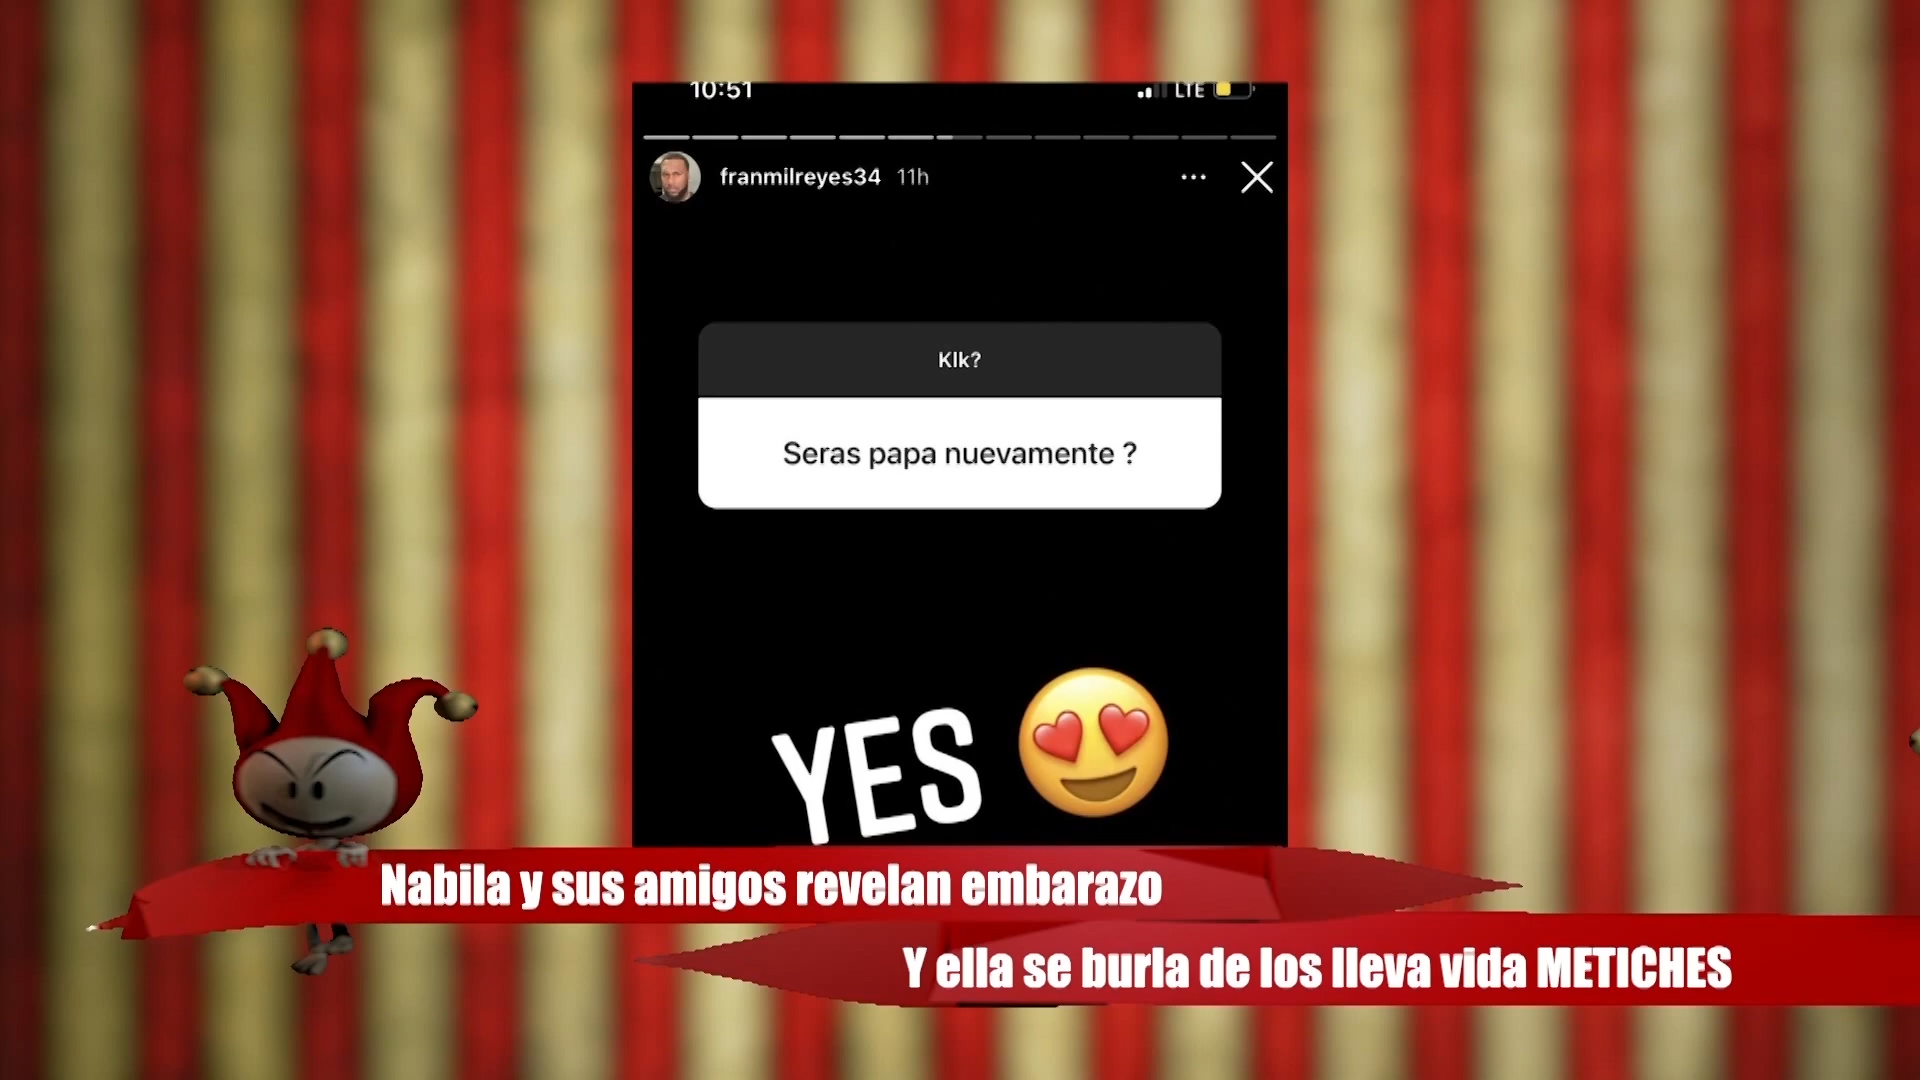 10:51
LTE
franmilreyes34 11h
Klk?
Seras papa nuevamente ?
YES
Nabila y sus amigos revelan embarazo
Y ella se burla de los lleva vida METICHES